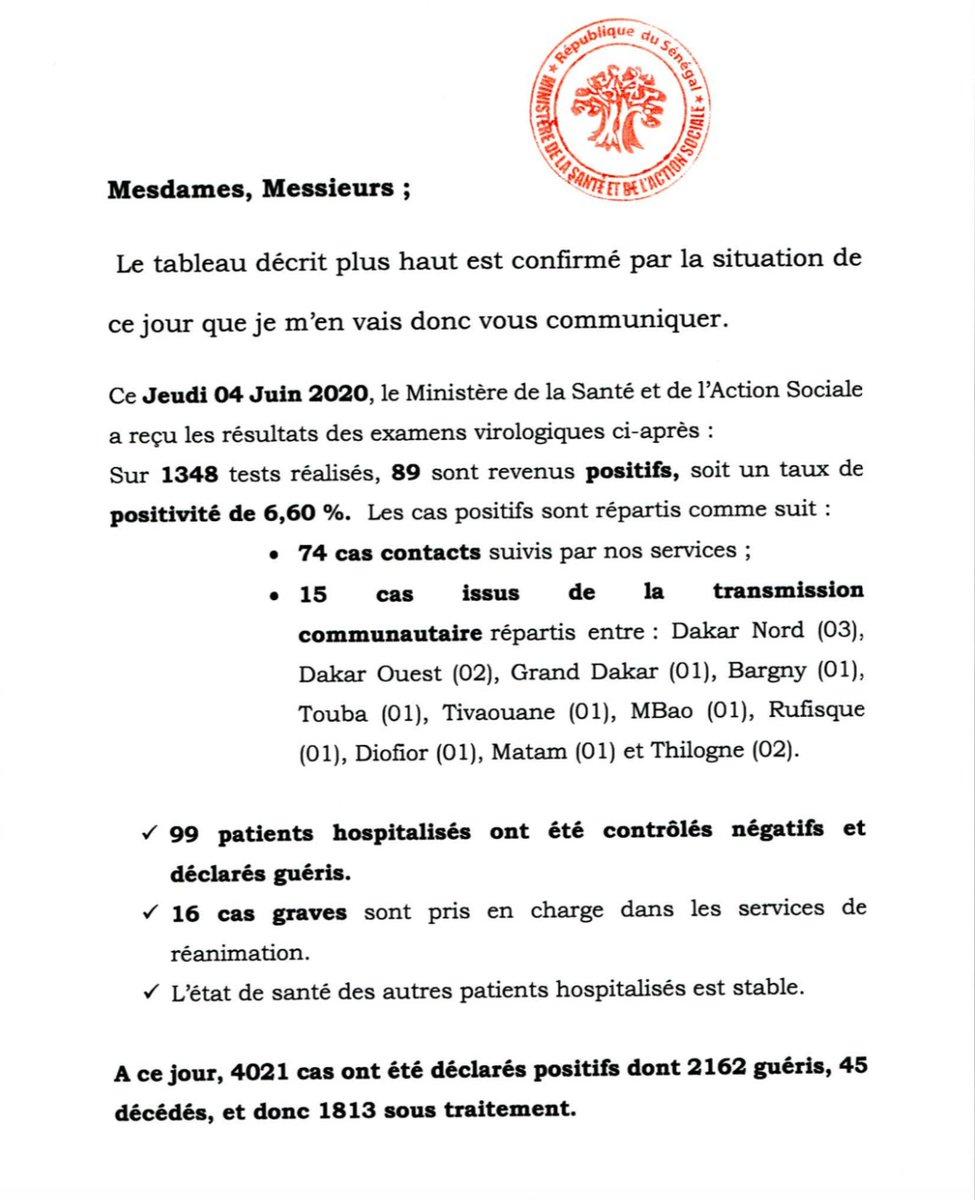 ★ République du Sénégal ★
MINISTÈRE DE LA SANTÉ ET DE L'ACTION SOCIALE
Mesdames, Messieurs ;
Le tableau décrit plus haut est confirmé par la situation de
ce jour que je m'en vais donc vous communiquer.
Ce Jeudi 04 Juin 2020, le Ministère de la Santé et de l'Action Sociale
a reçu les résultats des examens virologiques ci-après :
Sur 1348 tests réalisés, 89 sont revenus positifs, soit un taux de
positivité de 6,60 %. Les cas positifs sont répartis comme suit :
• 74 cas contacts suivis par nos services ;
• 15 cas issus de la transmission
communautaire répartis entre : Dakar Nord (03),
Dakar Ouest (02), Grand Dakar (01), Bargny (01),
Touba (01), Tivaouane (01), MBao (01), Rufisque
(01), Diofior (01), Matam (01) et Thilogne (02).
✓ 99 patients hospitalisés ont été contrôlés négatifs et
déclarés guéris.
✓ 16 cas graves sont pris en charge dans les services de
réanimation.
✓ L'état de santé des autres patients hospitalisés est stable.
A ce jour, 4021 cas ont été déclarés positifs dont 2162 guéris, 45
décédés, et donc 1813 sous traitement.